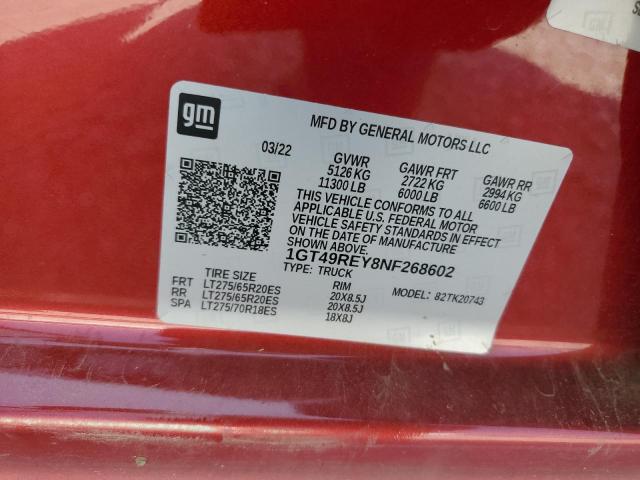 gm
MFD BY GENERAL MOTORS LLC
03/22
GVWR GAWR FRT GAWR RR
5126 KG 2722 KG 2994 KG
11300 LB 6000 LB 6600 LB
THIS VEHICLE CONFORMS TO ALL
APPLICABLE U.S. FEDERAL MOTOR
VEHICLE SAFETY STANDARDS IN EFFECT
ON THE DATE OF MANUFACTURE
SHOWN ABOVE.
1GT49REY8NF268602
TYPE: TRUCK
TIRE SIZE RIM MODEL: 82TK20743
FRT LT275/65R20ES 20X8.5J
RR LT275/65R20ES 20X8.5J
SPA LT275/70R18ES 18X8J